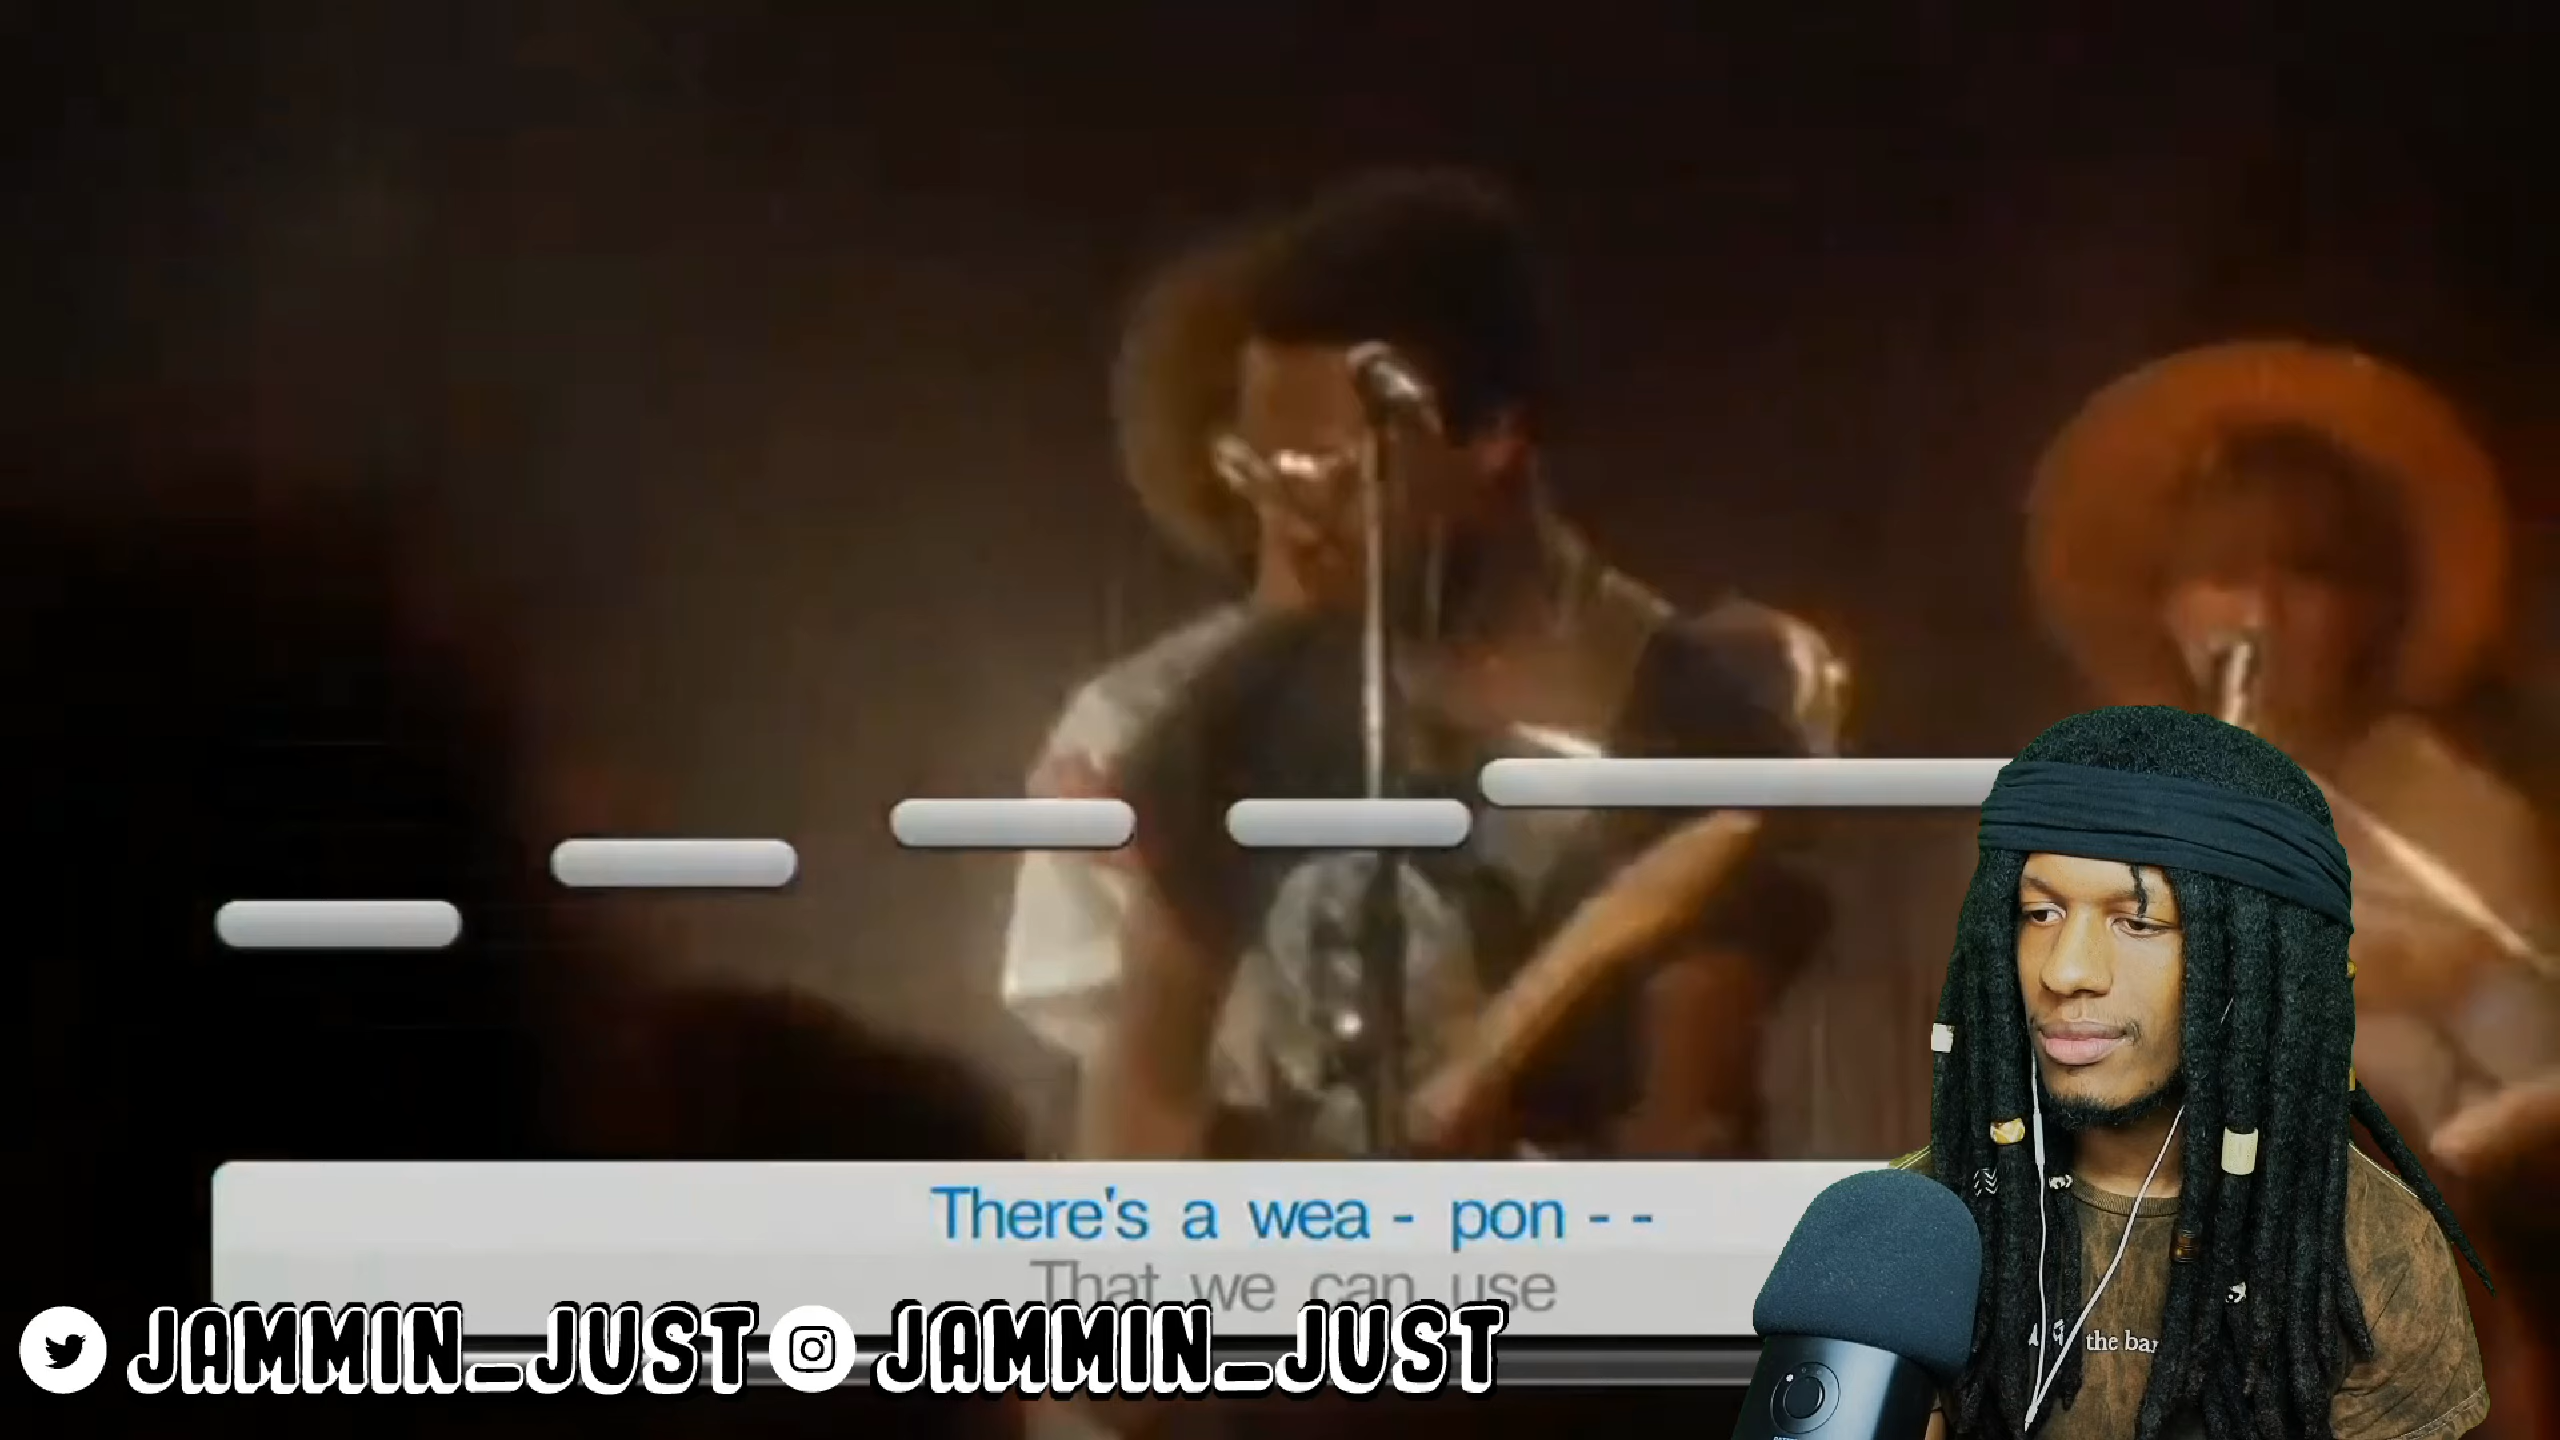 There's a wea - pon - -
That we can use
JAMMIN_JUST JAMMIN_JUST
the bar